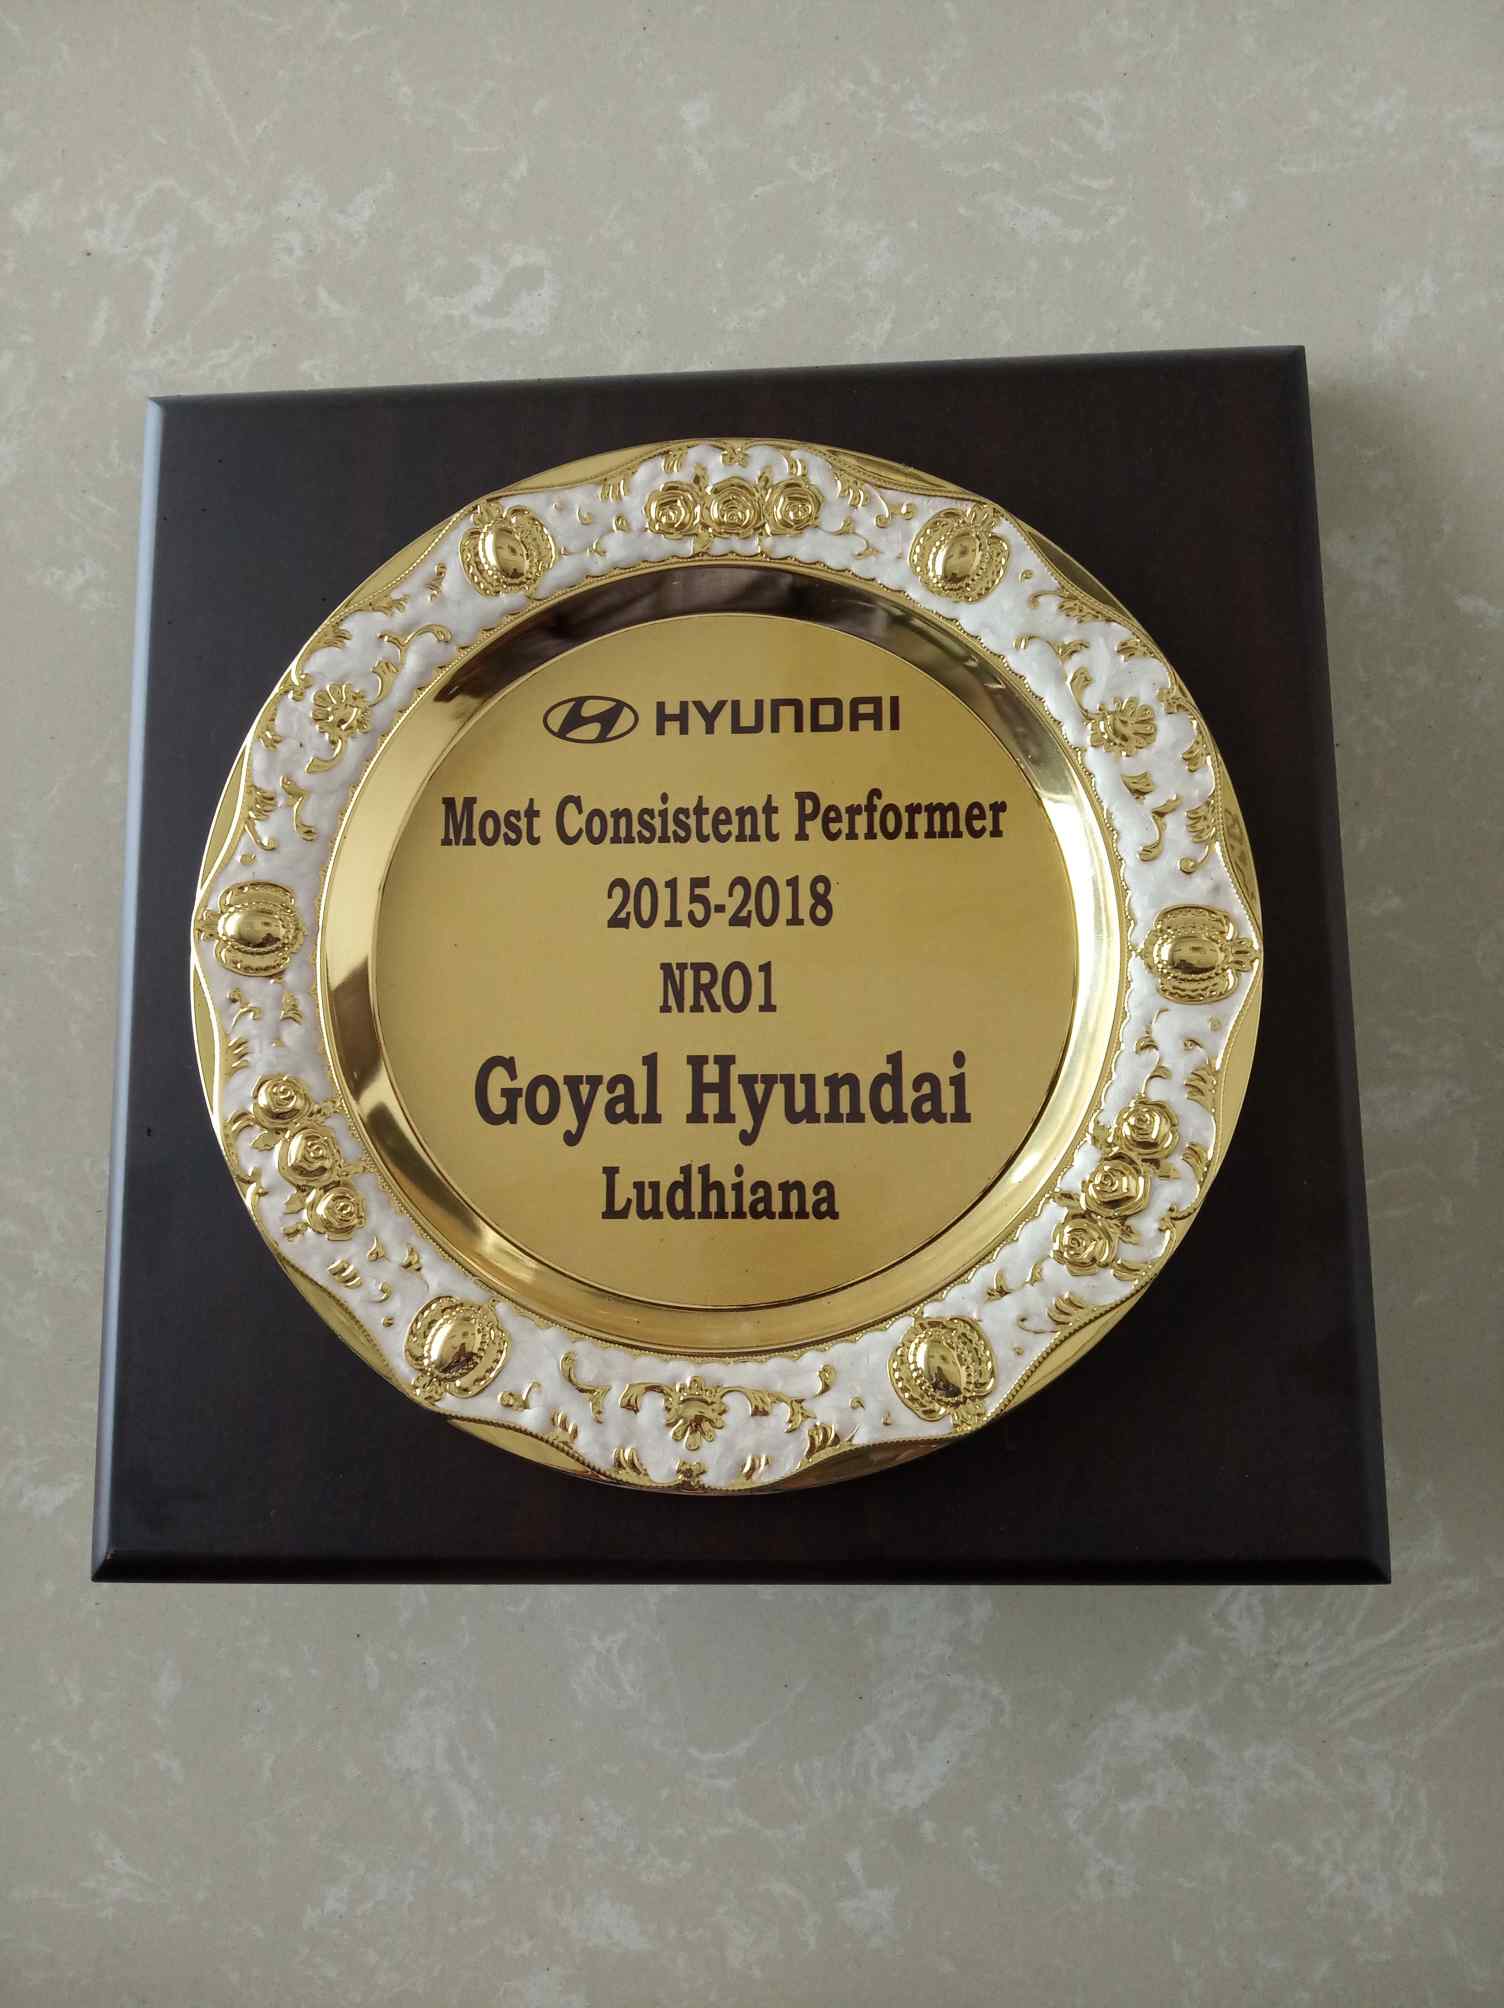 HYUNDAI
Most Consistent Performer
2015-2018
NRO1
Goyal Hyundai
Ludhiana